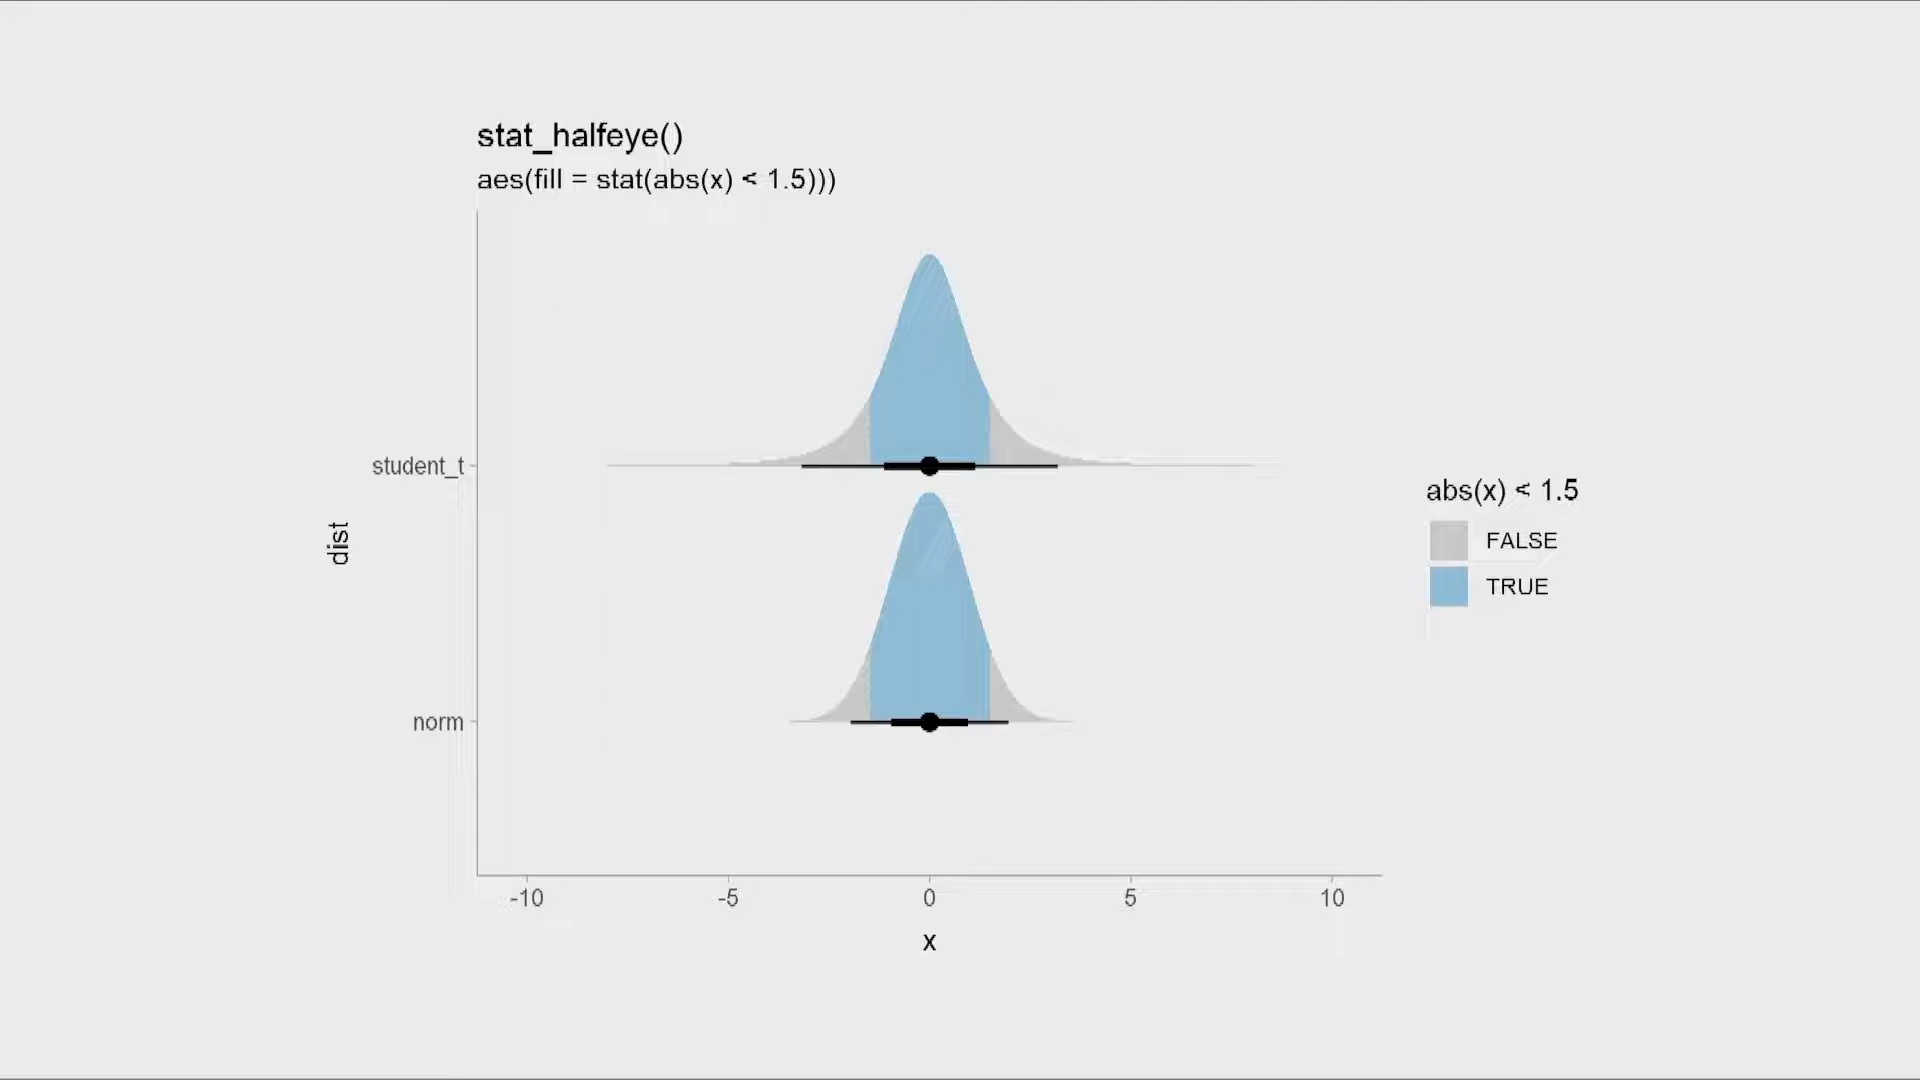 stat_halfeye()
aes(fill = stat(abs(x) < 1.5)))
student_t
norm
dist
-10 -5 0 5 10
x
abs(x) < 1.5
FALSE
TRUE